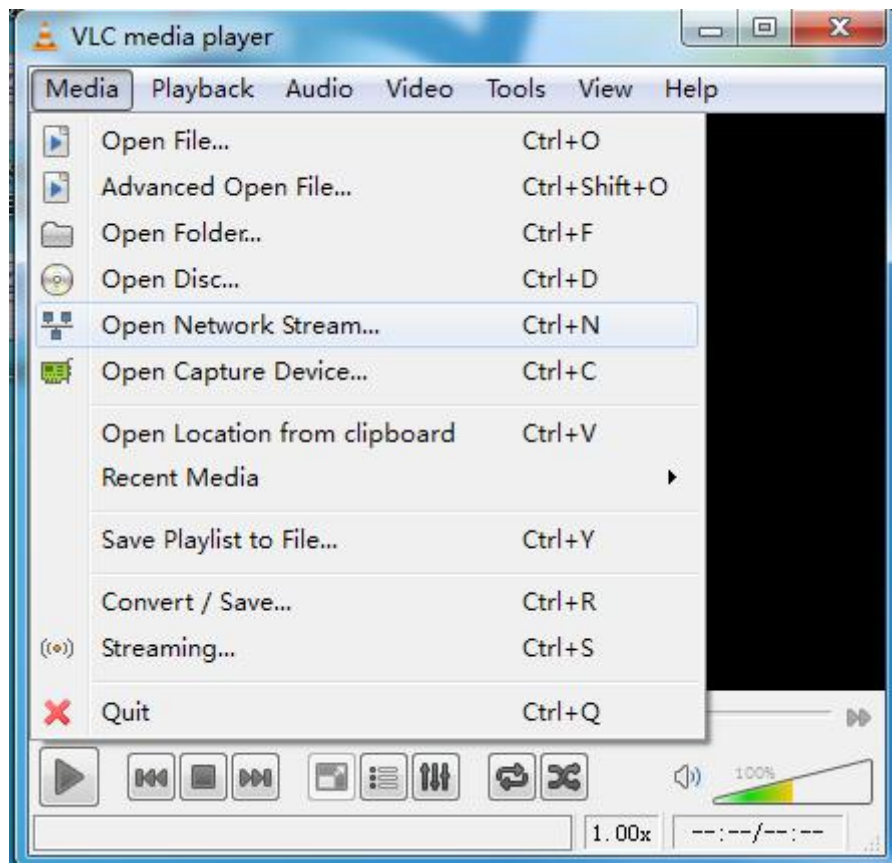 VLC media player
Media Playback Audio Video Tools View Help
Open File... Ctrl+O
Advanced Open File... Ctrl+Shift+O
Open Folder... Ctrl+F
Open Disc... Ctrl+D
Open Network Stream... Ctrl+N
Open Capture Device... Ctrl+C
Open Location from clipboard Ctrl+V
Recent Media
Save Playlist to File... Ctrl+Y
Convert / Save... Ctrl+R
Streaming... Ctrl+S
Quit Ctrl+Q
100%
1.00x --:--/--:--